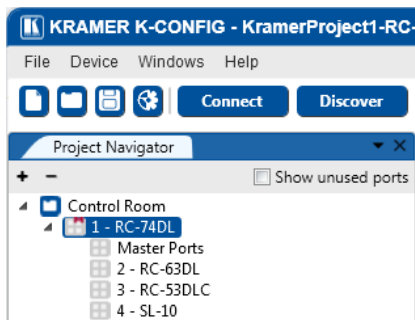 KRAMER K-CONFIG - KramerProject1-RC-
File Device Windows Help
Connect Discover
Project Navigator
+ - Show unused ports
Control Room
1 - RC-74DL
Master Ports
2 - RC-63DL
3 - RC-53DLC
4 - SL-10